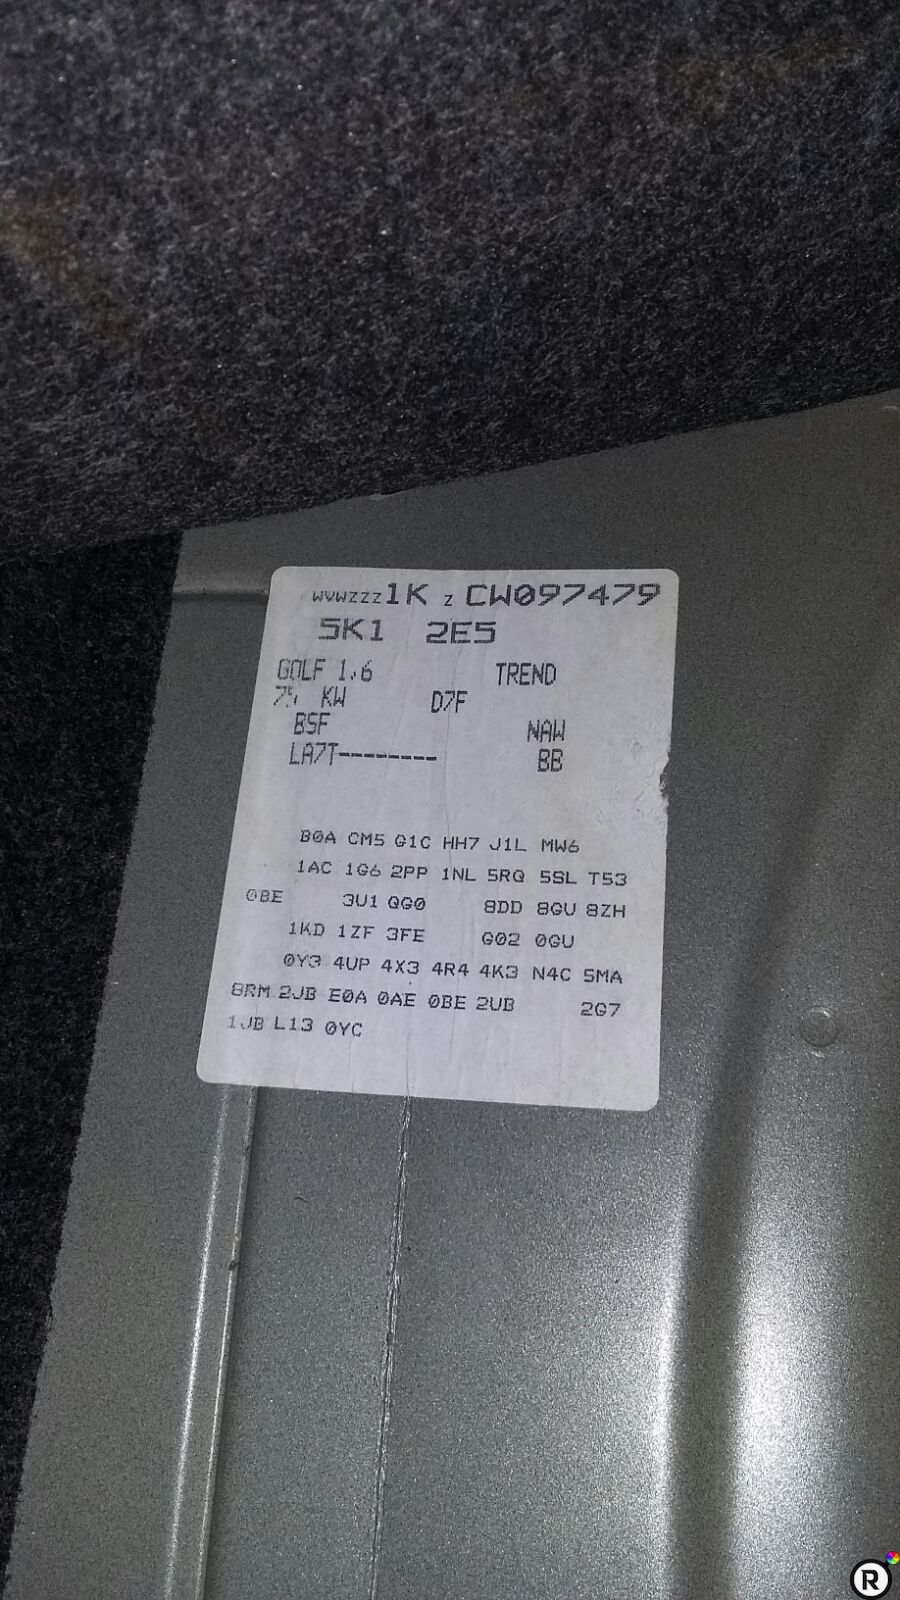 WVWZZZ1K Z CW097479
5K1 2E5
GOLF 1.6 TREND
75 KW D7F
BSF NAW
LA7T-------- BB
B0A CM5 G1C HH7 J1L MW6
1AC 1G6 2PP 1NL 5RQ 5SL T53
0BE 3U1 QG0 8DD 8GU 8ZH
1KD 1ZF 3FE G02 0GU
0Y3 4UP 4X3 4R4 4K3 N4C 5MA
8RM 2JB E0A 0AE 0BE 2UB 2G7
1JB L13 0YC
R